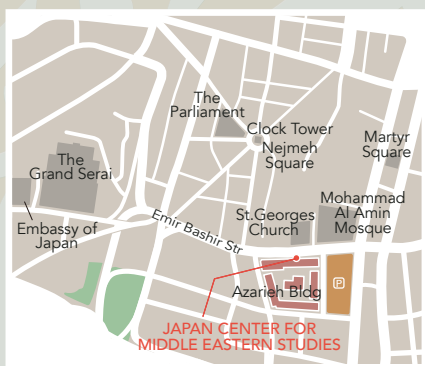 The
Parliament
Clock Tower
Nejmeh
Square
Martyr
Square
The
Grand Serai
Mohammad
Al Amin
Mosque
St.Georges
Church
Emir Bashir Str
Embassy of
Japan
P
Azarieh Bldg
JAPAN CENTER FOR
MIDDLE EASTERN STUDIES